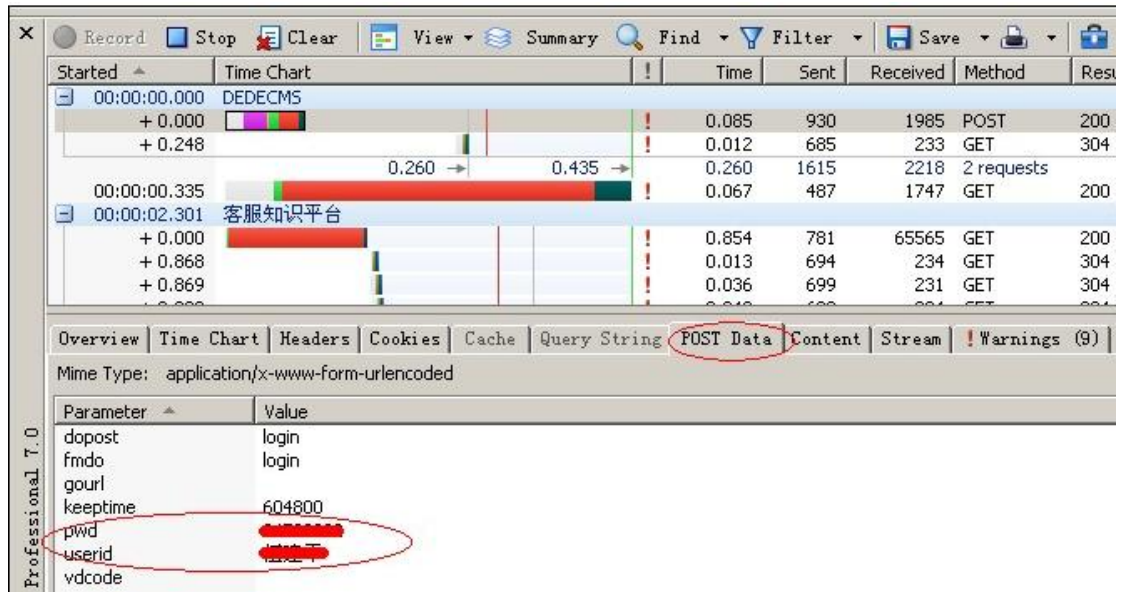 Record Stop Clear View Summary Find Filter Save
Started Time Chart ! Time Sent Received Method Resu
00:00:00.000 DEDECMS
+ 0.000 ! 0.085 930 1985 POST 200
+ 0.248 ! 0.012 685 233 GET 304
0.260 0.435 0.260 1615 2218 2 requests
00:00:00.335 ! 0.067 487 1747 GET 200
00:00:02.301 客服知识平台
+ 0.000 ! 0.854 781 65565 GET 200
+ 0.868 ! 0.013 694 234 GET 304
+ 0.869 ! 0.036 699 231 GET 304
Overview Time Chart Headers Cookies Cache Query String POST Data Content Stream ! Warnings (9)
Mime Type: application/x-www-form-urlencoded
Parameter Value
dopost login
fmdo login
gourl
keeptime 604800
pwd
userid
vdcode
Professional 7.0